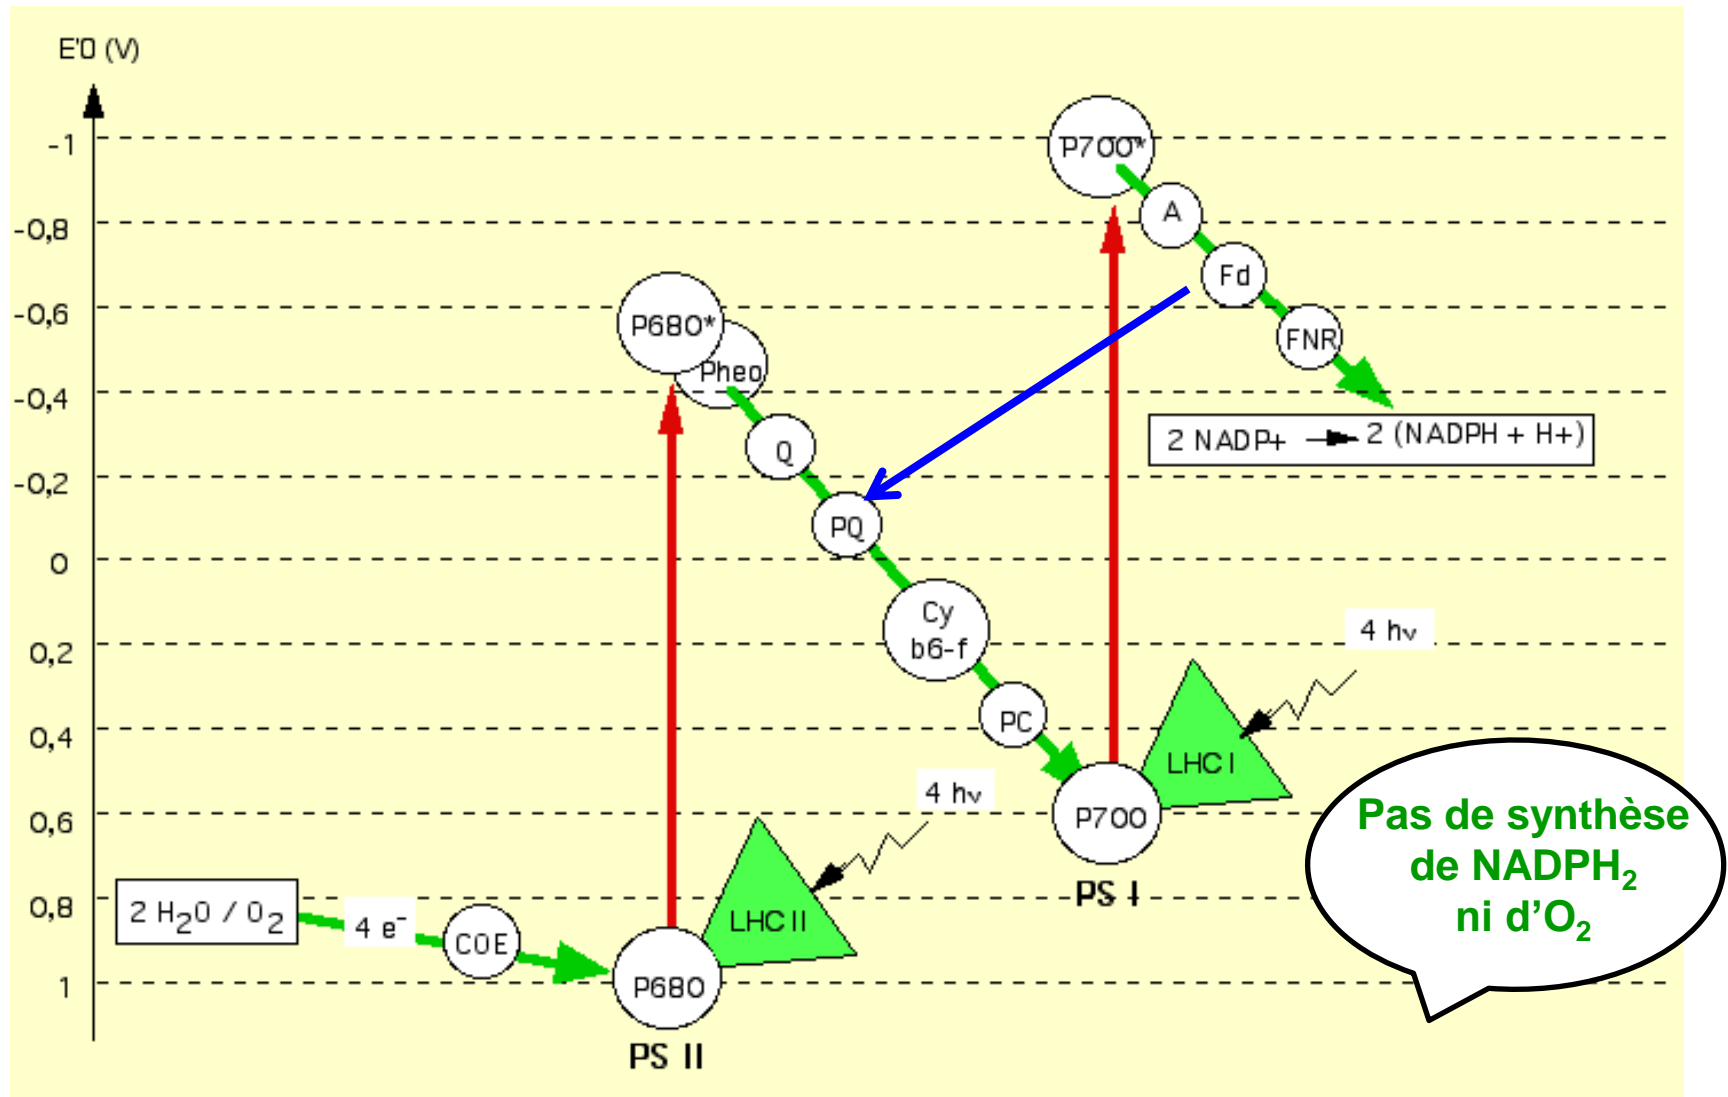 E'0 (V)
-1
-0,8
-0,6
-0,4
-0,2
0
0,2
0,4
0,6
0,8
1
P700*
A
Fd
FNR
2 NADP+ 2 (NADPH + H+)
P680*
Pheo
Q
PQ
Cy
b6-f
PC
P700
PS I
LHC I
4 hν
4 hν
LHC II
2 H₂O / O₂
4 e⁻
COE
P680
PS II
Pas de synthèse
de NADPH₂
ni d'O₂